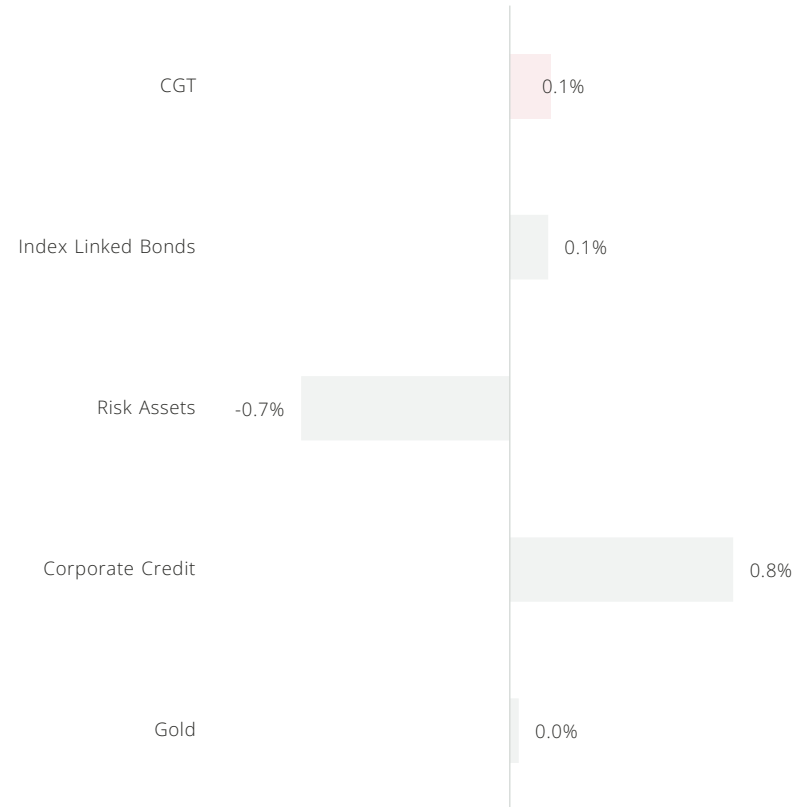 CGT 0.1%
Index Linked Bonds 0.1%
Risk Assets -0.7%
Corporate Credit 0.8%
Gold 0.0%